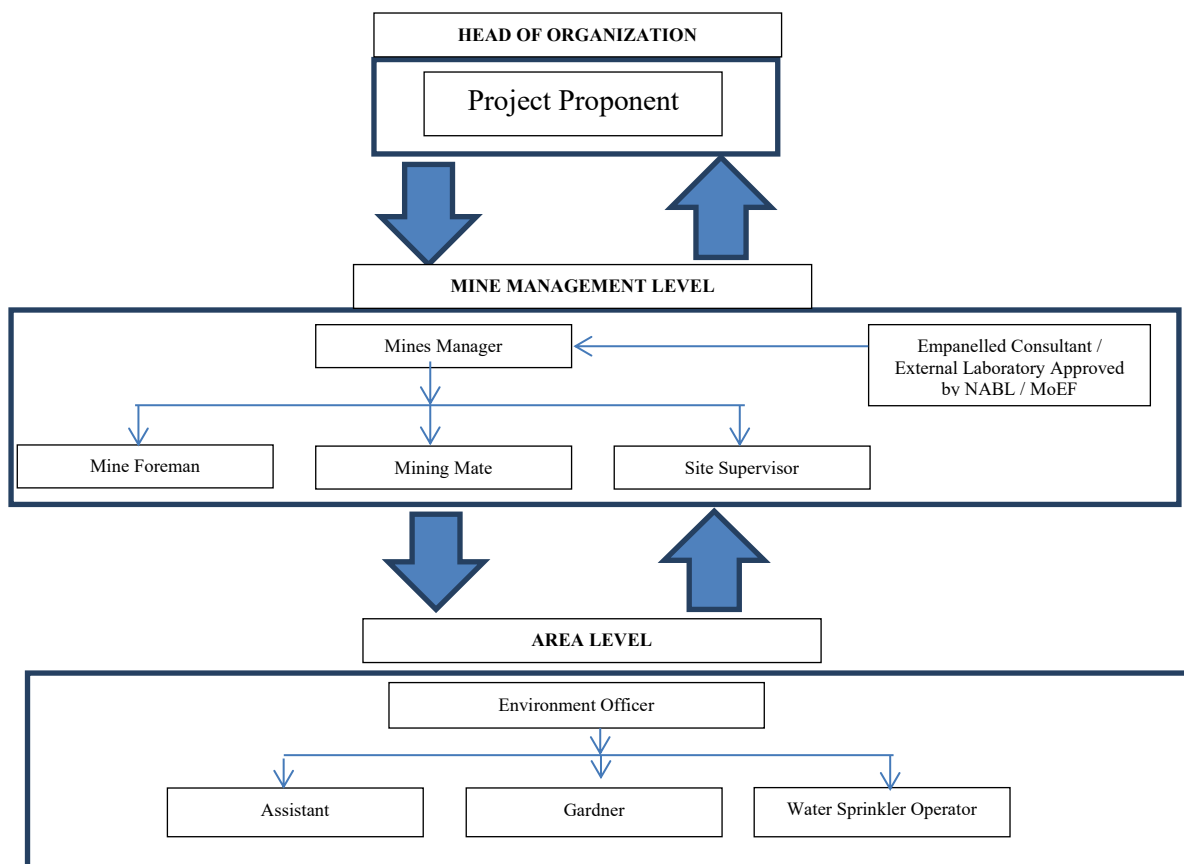 HEAD OF ORGANIZATION
Project Proponent
MINE MANAGEMENT LEVEL
Mines Manager
Empanelled Consultant /
External Laboratory Approved
by NABL / MoEF
Mine Foreman
Mining Mate
Site Supervisor
AREA LEVEL
Environment Officer
Assistant
Gardner
Water Sprinkler Operator